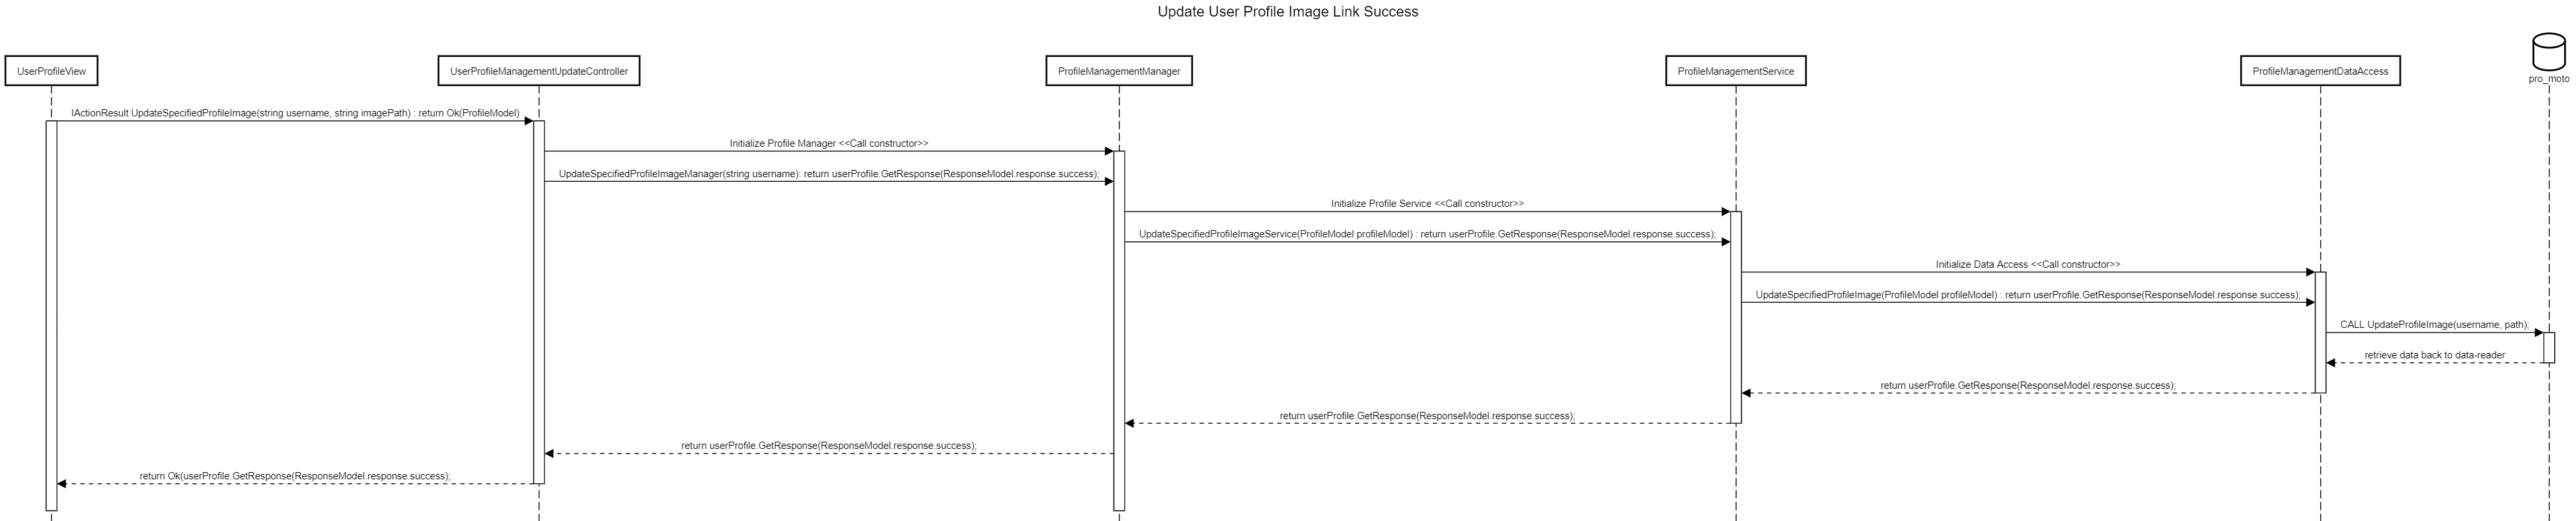 Update User Profile Image Link Success
UserProfileView
UserProfileManagementUpdateController
ProfileManagementManager
ProfileManagementService
ProfileManagementDataAccess
pro_moto
IActionResult UpdateSpecifiedProfileImage(string username, string imagePath) : return Ok(ProfileModel)
Initialize Profile Manager <<Call constructor>>
UpdateSpecifiedProfileImageManager(string username): return userProfile.GetResponse(ResponseModel.response.success);
Initialize Profile Service <<Call constructor>>
UpdateSpecifiedProfileImageService(ProfileModel profileModel) : return userProfile.GetResponse(ResponseModel.response.success);
Initialize Data Access <<Call constructor>>
UpdateSpecifiedProfileImage(ProfileModel profileModel) : return userProfile.GetResponse(ResponseModel.response.success);
CALL UpdateProfileImage(username, path);
retrieve data back to data-reader
return userProfile.GetResponse(ResponseModel.response.success);
return userProfile.GetResponse(ResponseModel.response.success);
return userProfile.GetResponse(ResponseModel.response.success);
return Ok(userProfile.GetResponse(ResponseModel.response.success);